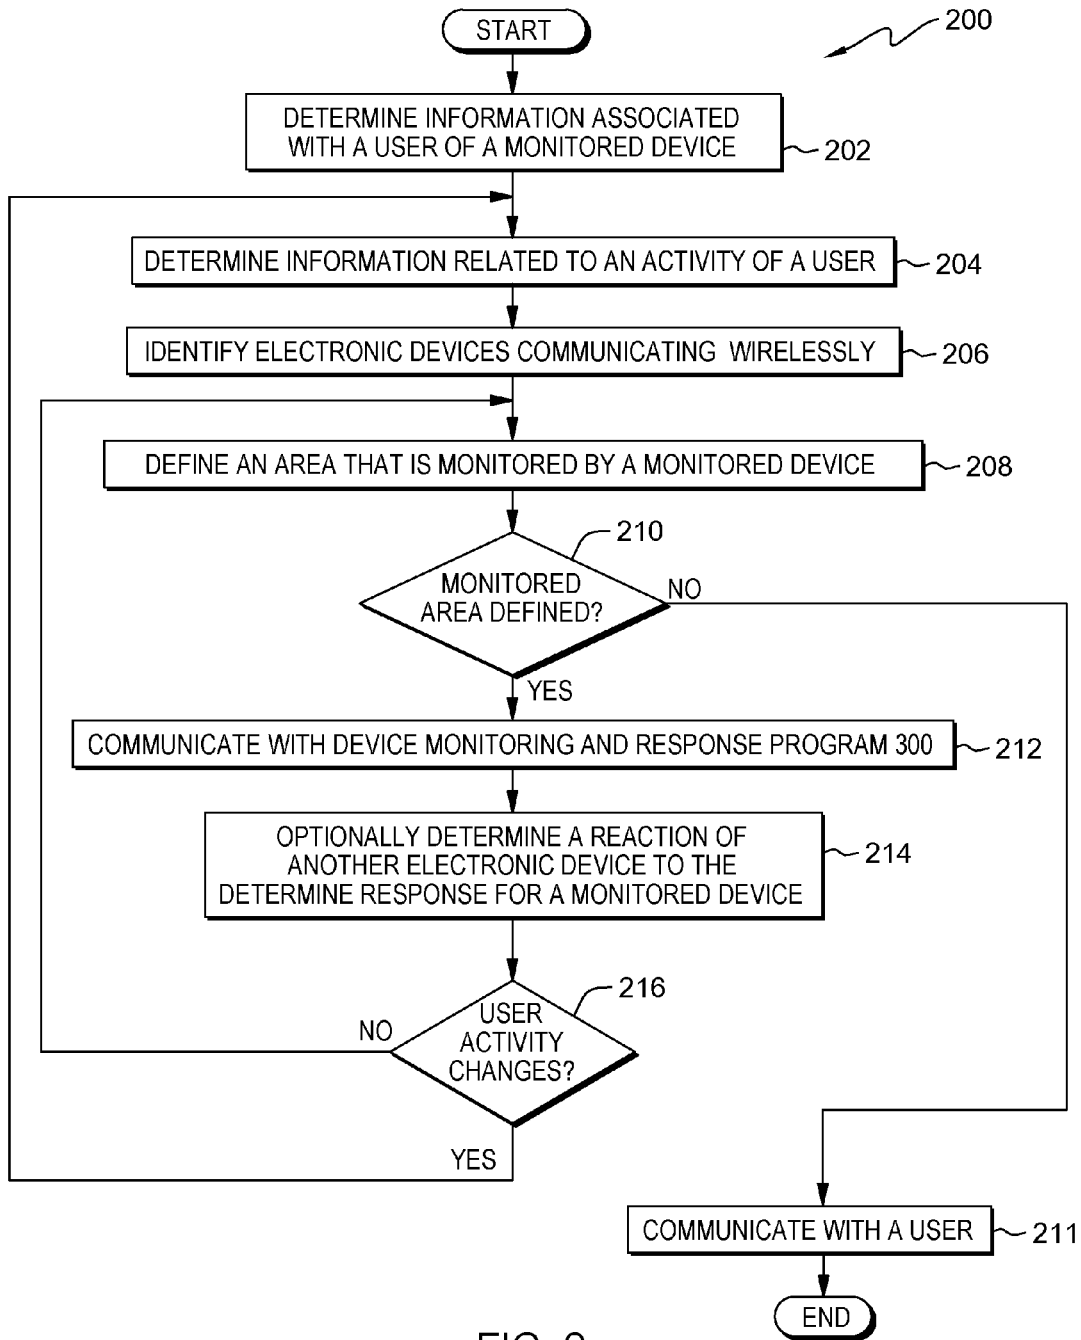 START
200
DETERMINE INFORMATION ASSOCIATED
WITH A USER OF A MONITORED DEVICE
202
DETERMINE INFORMATION RELATED TO AN ACTIVITY OF A USER
204
IDENTIFY ELECTRONIC DEVICES COMMUNICATING WIRELESSLY
206
DEFINE AN AREA THAT IS MONITORED BY A MONITORED DEVICE
208
210
MONITORED
AREA DEFINED?
NO
YES
COMMUNICATE WITH DEVICE MONITORING AND RESPONSE PROGRAM 300
212
OPTIONALLY DETERMINE A REACTION OF
ANOTHER ELECTRONIC DEVICE TO THE
DETERMINE RESPONSE FOR A MONITORED DEVICE
214
216
USER
ACTIVITY
CHANGES?
NO
YES
COMMUNICATE WITH A USER
211
END
FIG.